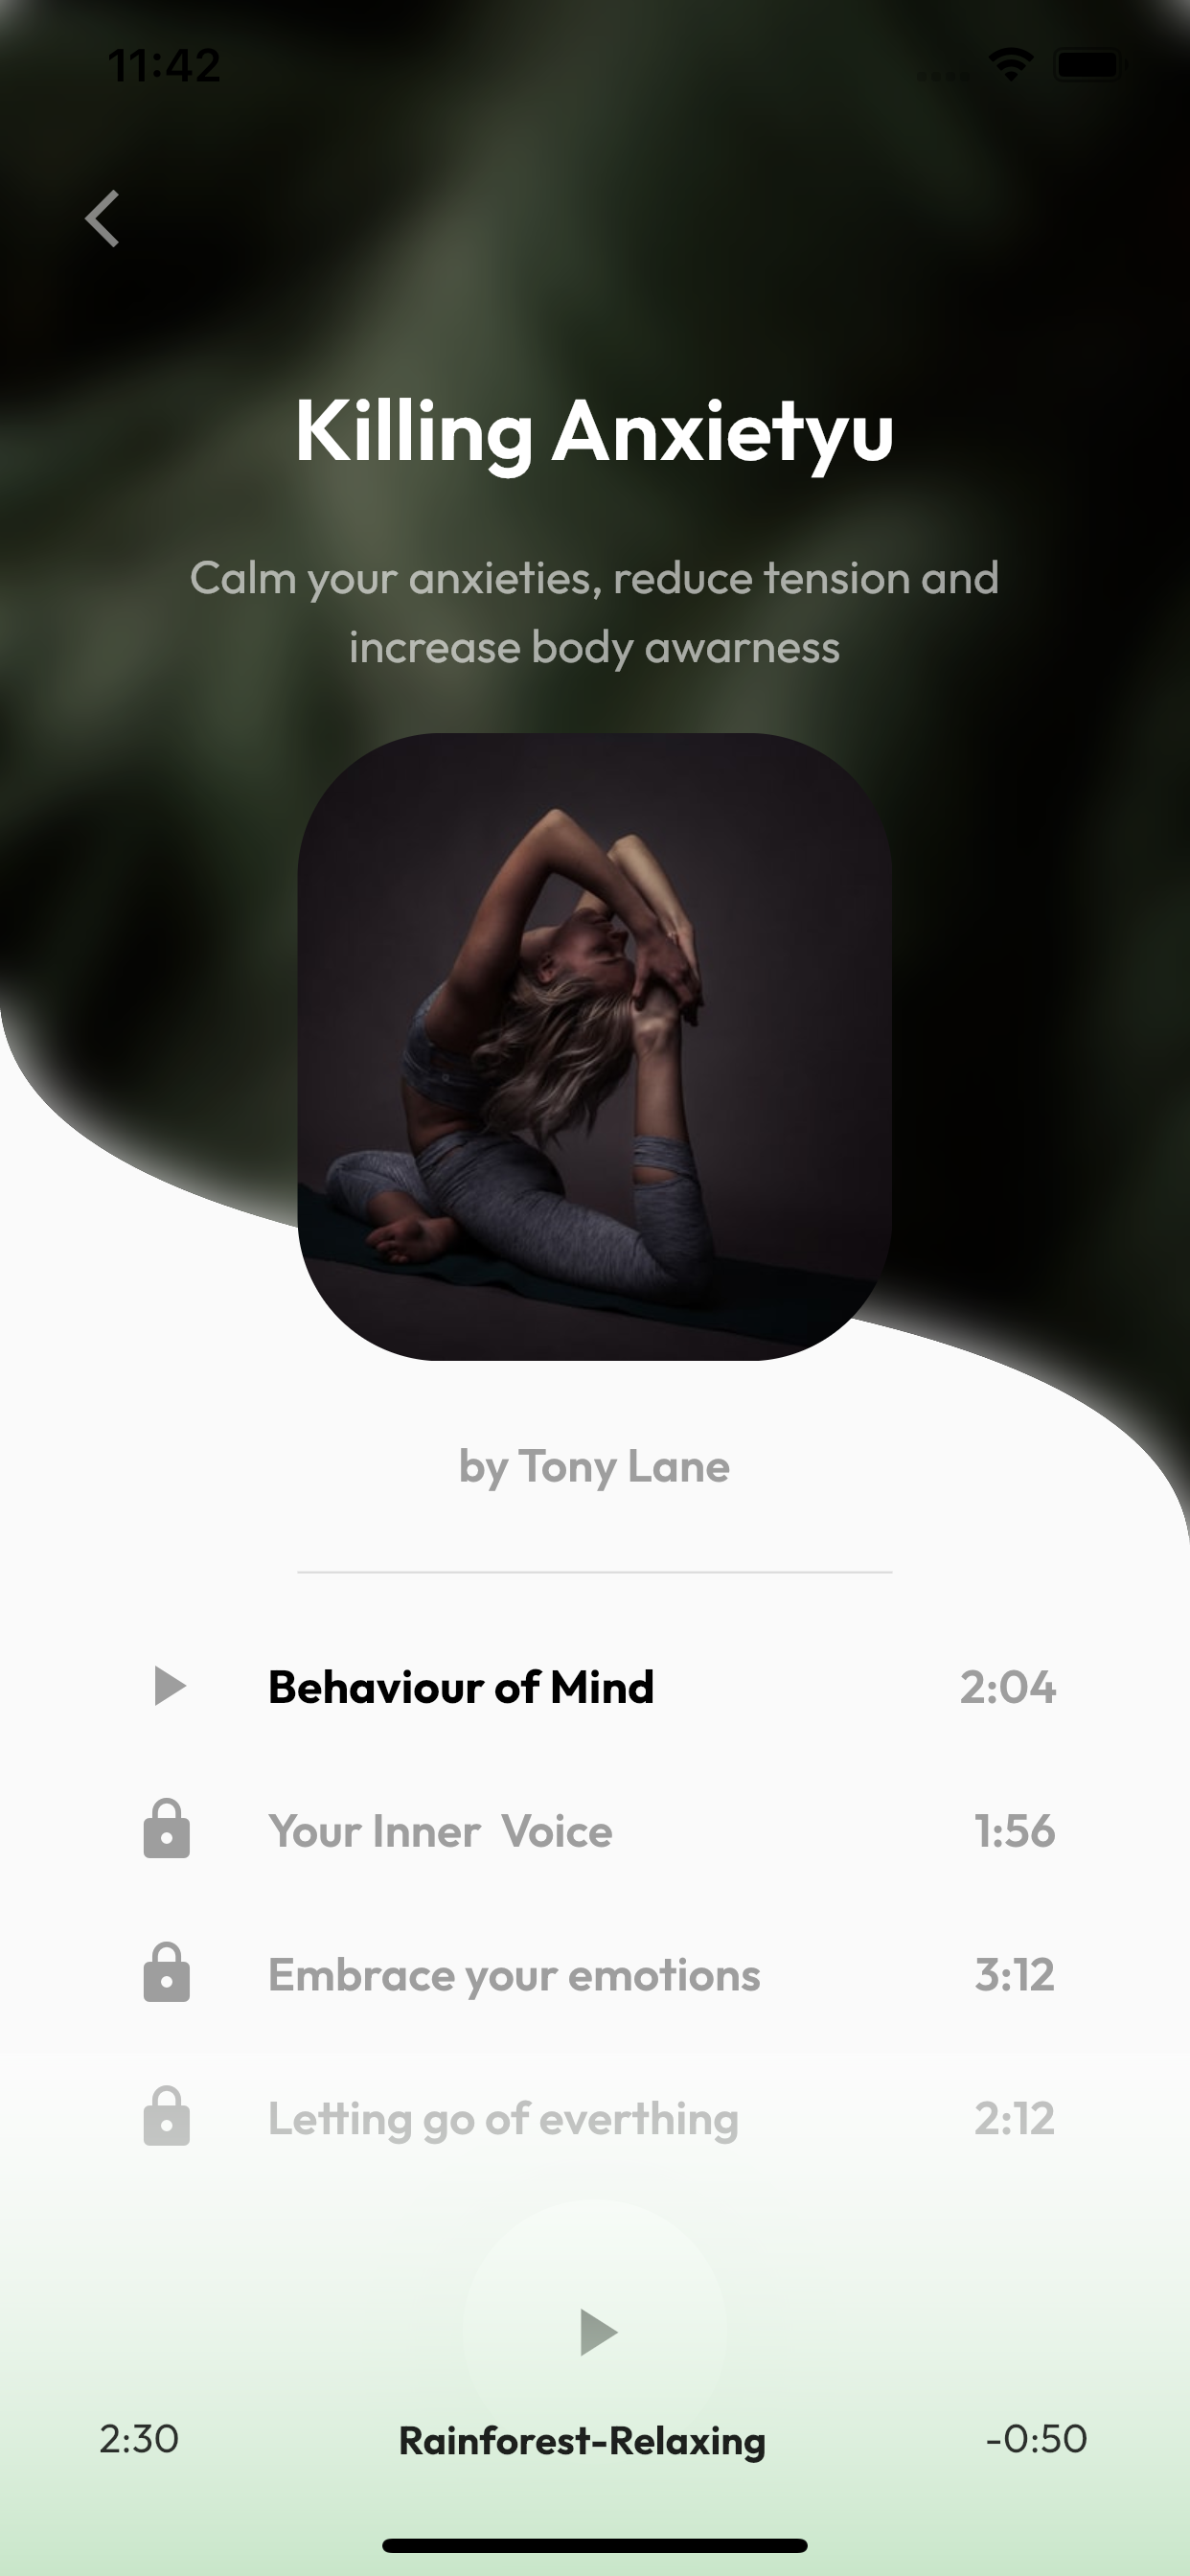 11:42
Killing Anxietyu
Calm your anxieties, reduce tension and
increase body awarness
by Tony Lane
Behaviour of Mind 2:04
Your Inner  Voice 1:56
Embrace your emotions 3:12
Letting go of everthing 2:12
2:30 Rainforest-Relaxing -0:50